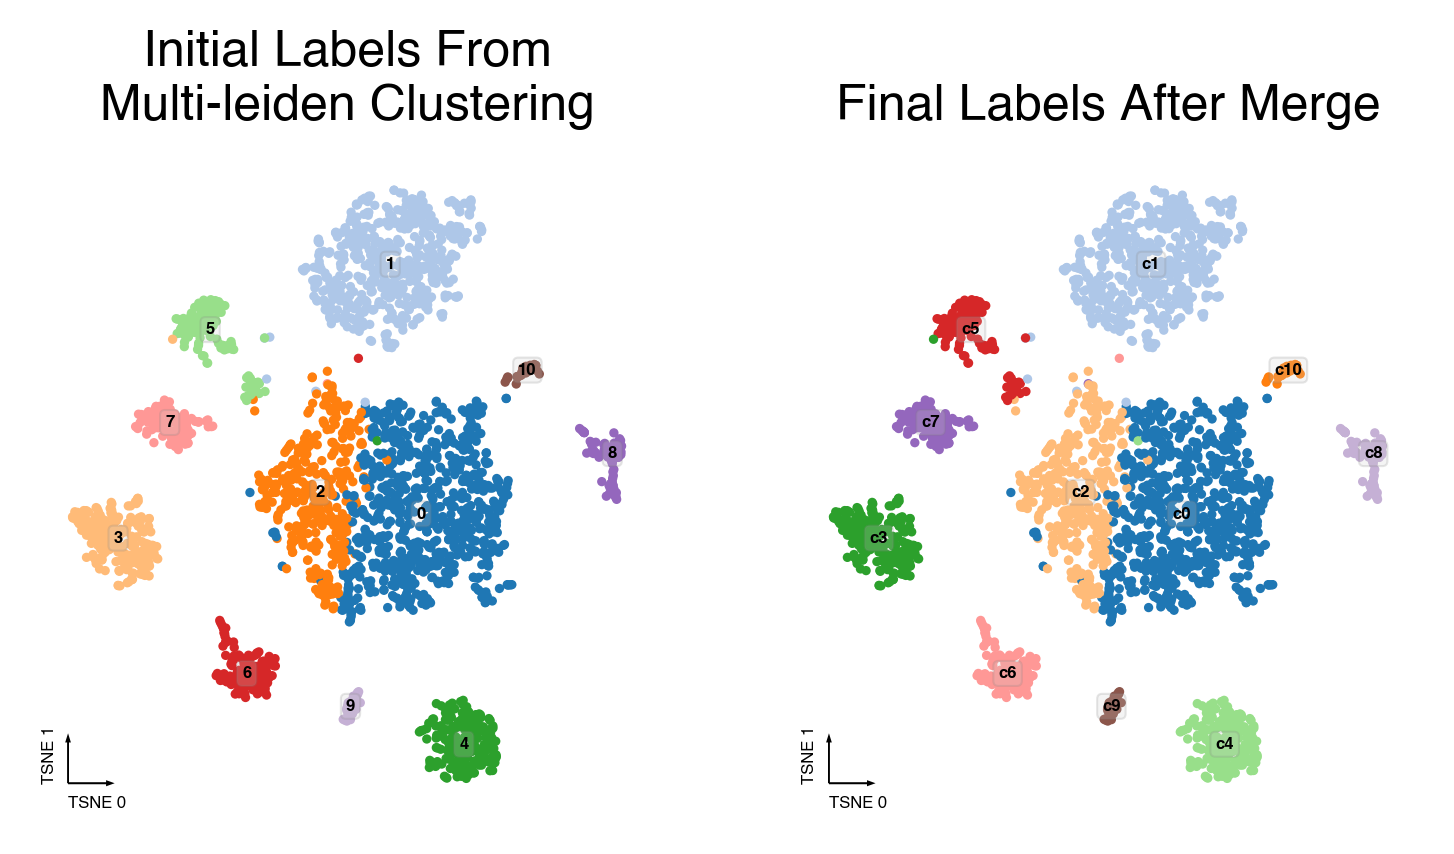 Initial Labels From
Multi-leiden Clustering
1
5
10
7
8
2
0
3
6
9
4
TSNE 1
TSNE 0
Final Labels After Merge
c1
c5
c10
c7
c8
c2
c0
c3
c6
c9
c4
TSNE 1
TSNE 0